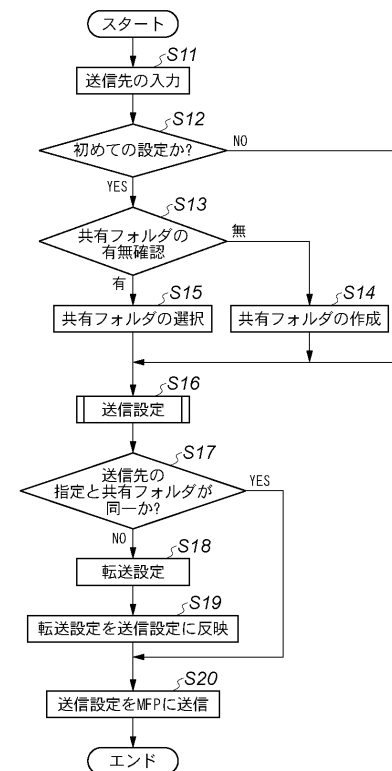 スタート
S11
送信先の入力
S12
初めての設定か?
NO
YES
S13
共有フォルダの
有無確認
無
有
S15
共有フォルダの選択
S14
共有フォルダの作成
S16
送信設定
S17
送信先の
指定と共有フォルダが
同一か?
YES
NO
S18
転送設定
S19
転送設定を送信設定に反映
S20
送信設定をMFPに送信
エンド